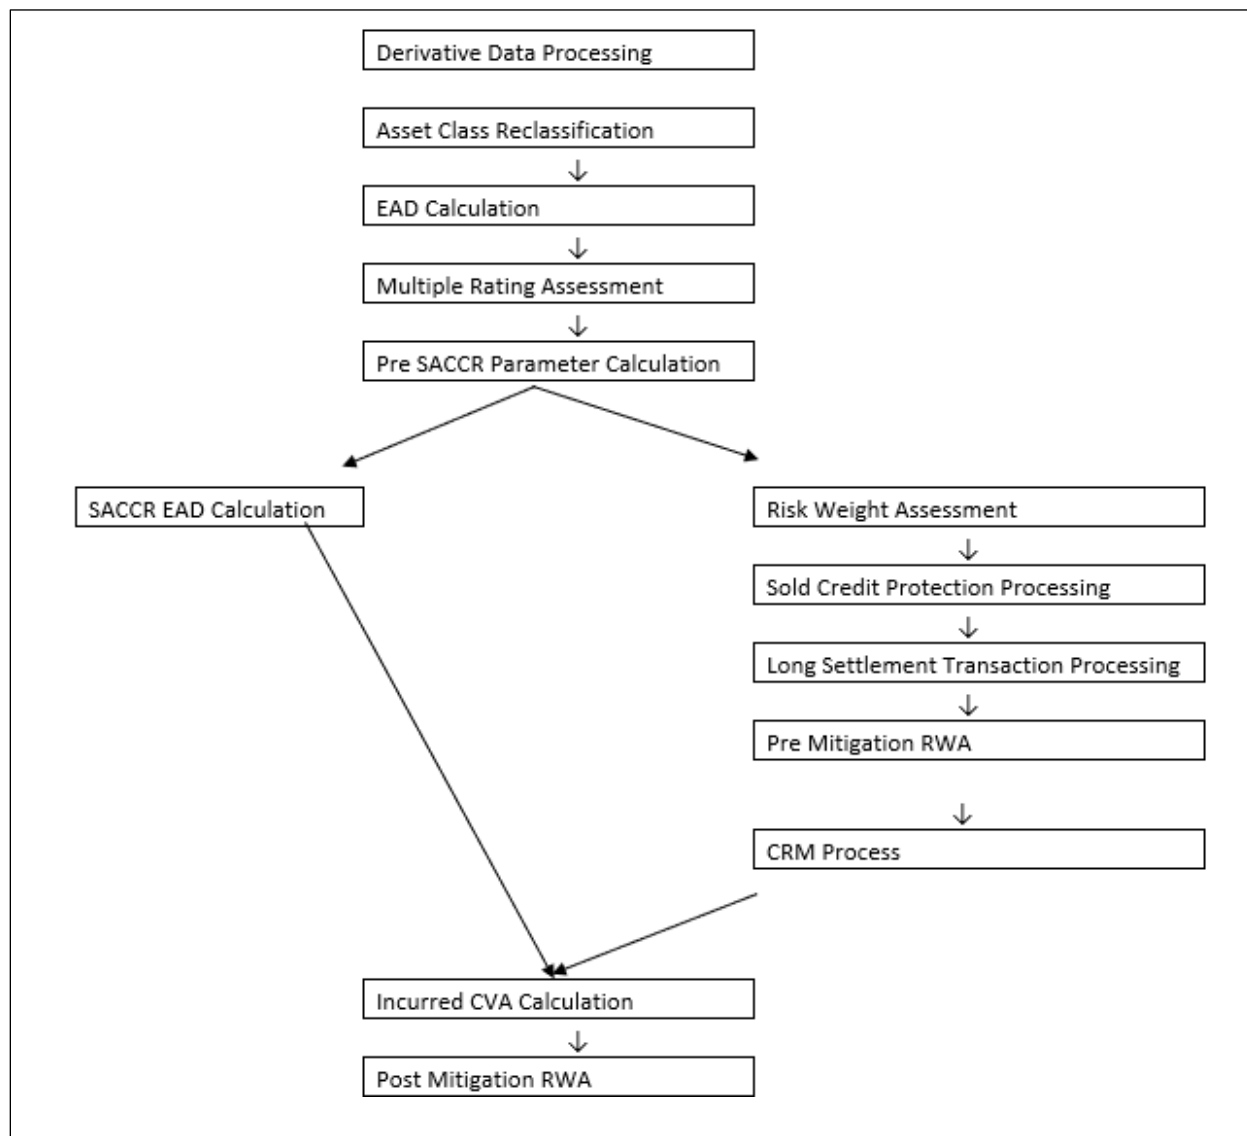 Derivative Data Processing
Asset Class Reclassification
EAD Calculation
Multiple Rating Assessment
Pre SACCR Parameter Calculation
SACCR EAD Calculation
Risk Weight Assessment
Sold Credit Protection Processing
Long Settlement Transaction Processing
Pre Mitigation RWA
CRM Process
Incurred CVA Calculation
Post Mitigation RWA